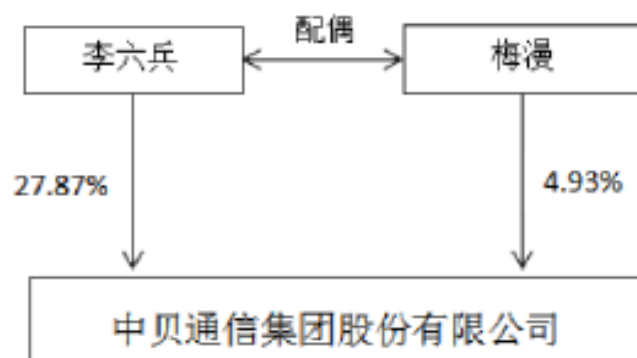 配偶
李六兵
梅漫
27.87%
4.93%
中贝通信集团股份有限公司